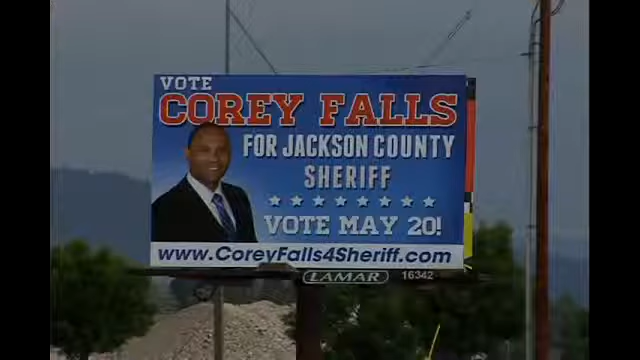 VOTE
COREY FALLS
FOR JACKSON COUNTY
SHERIFF
VOTE MAY 20!
www.CoreyFalls4Sheriff.com
LAMAR 16342